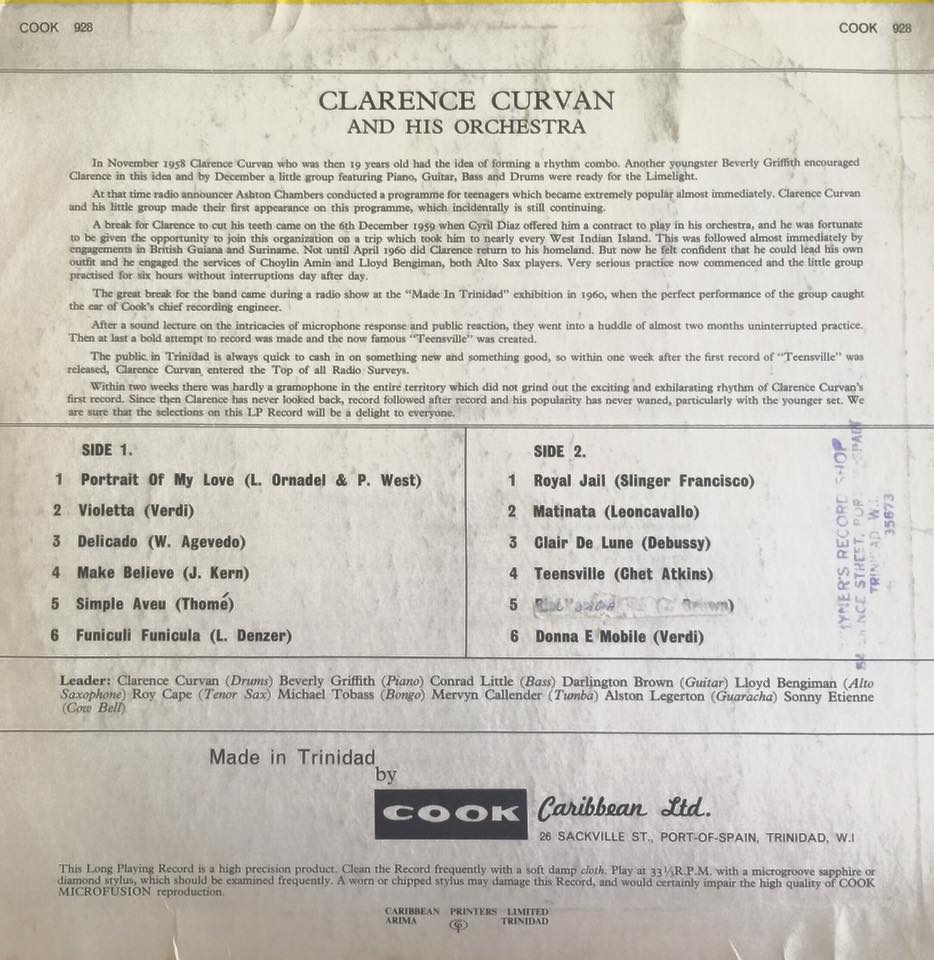 COOK 928
COOK 928
CLARENCE CURVAN
AND HIS ORCHESTRA
In November 1958 Clarence Curvan who was then 19 years old had the idea of forming a rhythm combo. Another youngster Beverly Griffith encouraged
Clarence in this idea and by December a little group featuring Piano, Guitar, Bass and Drums were ready for the Limelight.
At that time radio announcer Ashton Chambers conducted a programme for teenagers which became extremely popular almost immediately. Clarence Curvan
and his little group made their first appearance on this programme, which incidentally is still continuing.
A break for Clarence to cut his teeth came on the 6th December 1959 when Cyril Diaz offered him a contract to play in his orchestra, and he was fortunate
to be given the opportunity to join this organization on a trip which took him to nearly every West Indian Island. This was followed almost immediately by
engagements in British Guiana and Suriname. Not until April 1960 did Clarence return to his homeland. But now he felt confident that he could lead his own
outfit and he engaged the services of Choylin Amin and Lloyd Bengiman, both Alto Sax players. Very serious practice now commenced and the little group
practised for six hours without interruptions day after day.
The great break for the band came during a radio show at the "Made In Trinidad" exhibition in 1960, when the perfect performance of the group caught
the ear of Cook's chief recording engineer.
After a sound lecture on the intricacies of microphone response and public reaction, they went into a huddle of almost two months uninterrupted practice.
Then at last a bold attempt to record was made and the now famous "Teensville" was created.
The public in Trinidad is always quick to cash in on something new and something good, so within one week after the first record of "Teensville" was
released, Clarence Curvan entered the Top of all Radio Surveys.
Within two weeks there was hardly a gramophone in the entire territory which did not grind out the exciting and exhilarating rhythm of Clarence Curvan's
first record. Since then Clarence has never looked back, record followed after record and his popularity has never waned, particularly with the younger set. We
are sure that the selections on this LP Record will be a delight to everyone.
SIDE 1.
1 Portrait Of My Love (L. Ornadel & P. West)
2 Violetta (Verdi)
3 Delicado (W. Agevedo)
4 Make Believe (J. Kern)
5 Simple Aveu (Thomé)
6 Funiculi Funicula (L. Denzer)
SIDE 2.
1 Royal Jail (Slinger Francisco)
2 Matinata (Leoncavallo)
3 Clair De Lune (Debussy)
4 Teensville (Chet Atkins)
5
6 Donna E Mobile (Verdi)
RECORD SHOP
STREET,
TRINIDAD W.I.
35673
Leader: Clarence Curvan (Drums) Beverly Griffith (Piano) Conrad Little (Bass) Darlington Brown (Guitar) Lloyd Bengiman (Alto
Saxophone) Roy Cape (Tenor Sax) Michael Tobass (Bongo) Mervyn Callender (Tumba) Alston Legerton (Guaracha) Sonny Etienne
(Cow Bell)
Made in Trinidad
by
COOK Caribbean Ltd.
26 SACKVILLE ST., PORT-OF-SPAIN, TRINIDAD, W.I
This Long Playing Record is a high precision product. Clean the Record frequently with a soft damp cloth. Play at 33⅓R.P.M. with a microgroove sapphire or
diamond stylus, which should be examined frequently. A worn or chipped stylus may damage this Record, and would certainly impair the high quality of COOK
MICROFUSION reproduction.
CARIBBEAN PRINTERS LIMITED
ARIMA TRINIDAD